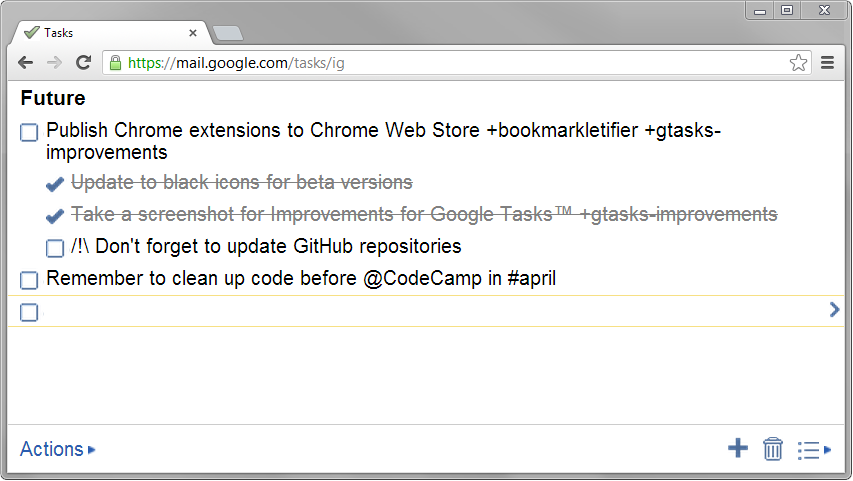 Tasks
https://mail.google.com/tasks/ig
Future
Publish Chrome extensions to Chrome Web Store +bookmarkletifier +gtasks-
improvements
Update to black icons for beta versions
Take a screenshot for Improvements for Google Tasks™ +gtasks-improvements
/!\ Don't forget to update GitHub repositories
Remember to clean up code before @CodeCamp in #april
Actions